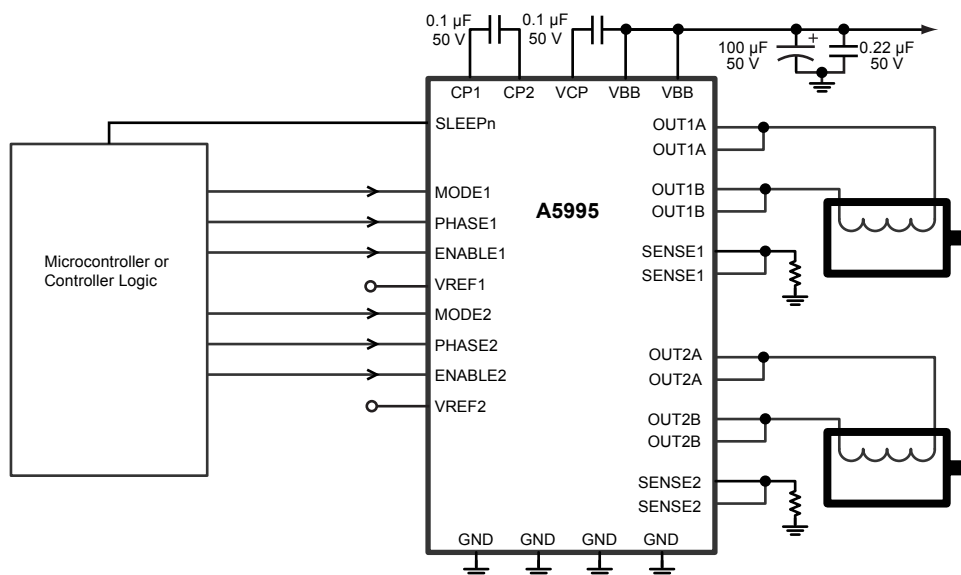 0.1 µF
50 V
0.1 µF
50 V
100 µF
50 V
+
0.22 µF
50 V
CP1
CP2
VCP
VBB
VBB
SLEEPn
MODE1
PHASE1
ENABLE1
VREF1
MODE2
PHASE2
ENABLE2
VREF2
A5995
OUT1A
OUT1A
OUT1B
OUT1B
SENSE1
SENSE1
OUT2A
OUT2A
OUT2B
OUT2B
SENSE2
SENSE2
GND
GND
GND
GND
Microcontroller or
Controller Logic